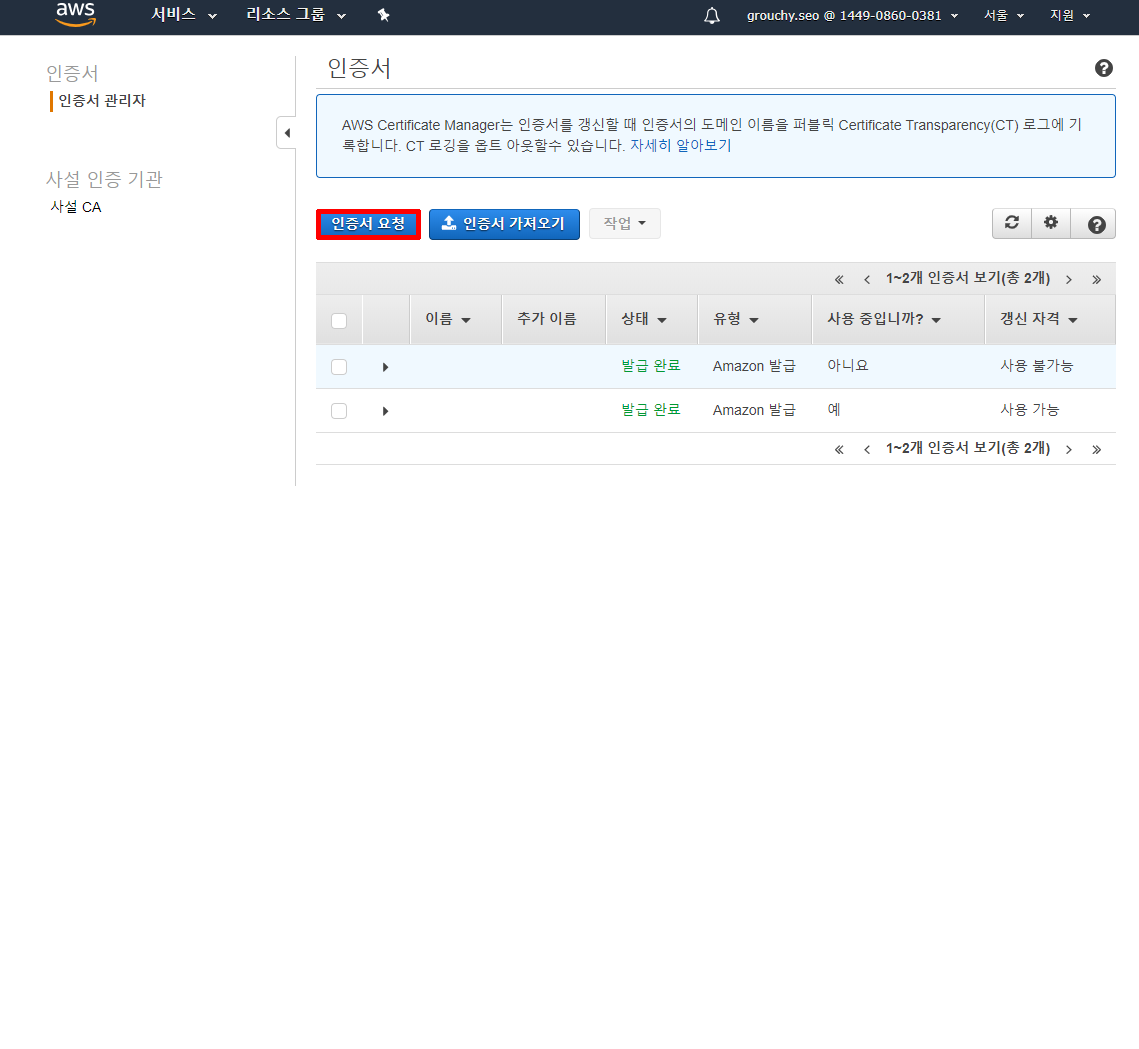 aws 서비스 리소스 그룹 grouchy.seo @ 1449-0860-0381 서울 지원
인증서
인증서 관리자
사설 인증 기관
사설 CA
인증서
AWS Certificate Manager는 인증서를 갱신할 때 인증서의 도메인 이름을 퍼블릭 Certificate Transparency(CT) 로그에 기
록합니다. CT 로깅을 옵트 아웃할수 있습니다. 자세히 알아보기
인증서 요청 인증서 가져오기 작업
« ‹ 1~2개 인증서 보기(총 2개) › »
이름 추가 이름 상태 유형 사용 중입니까? 갱신 자격
발급 완료 Amazon 발급 아니요 사용 불가능
발급 완료 Amazon 발급 예 사용 가능
« ‹ 1~2개 인증서 보기(총 2개) › »